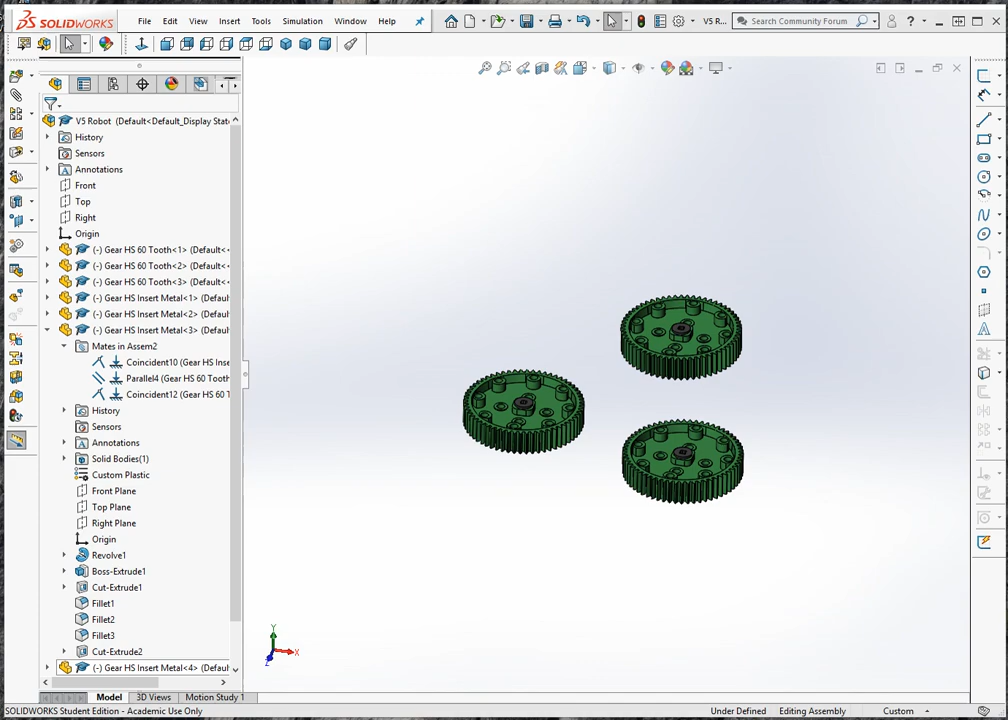 SOLIDWORKS File Edit View Insert Tools Simulation Window Help V5 R... Search Community Forum
V5 Robot (Default<Default_Display State
History
Sensors
Annotations
Front
Top
Right
Origin
(-) Gear HS 60 Tooth<1> (Default<
(-) Gear HS 60 Tooth<2> (Default<
(-) Gear HS 60 Tooth<3> (Default<
(-) Gear HS Insert Metal<1> (Defaul
(-) Gear HS Insert Metal<2> (Defaul
(-) Gear HS Insert Metal<3> (Defaul
Mates in Assem2
Coincident10 (Gear HS Inse
Parallel4 (Gear HS 60 Tooth
Coincident12 (Gear HS 60 T
History
Sensors
Annotations
Solid Bodies(1)
Custom Plastic
Front Plane
Top Plane
Right Plane
Origin
Revolve1
Boss-Extrude1
Cut-Extrude1
Fillet1
Fillet2
Fillet3
Cut-Extrude2
(-) Gear HS Insert Metal<4> (Defaul
Y
X
Z
Model 3D Views Motion Study 1
SOLIDWORKS Student Edition - Academic Use Only Under Defined Editing Assembly Custom